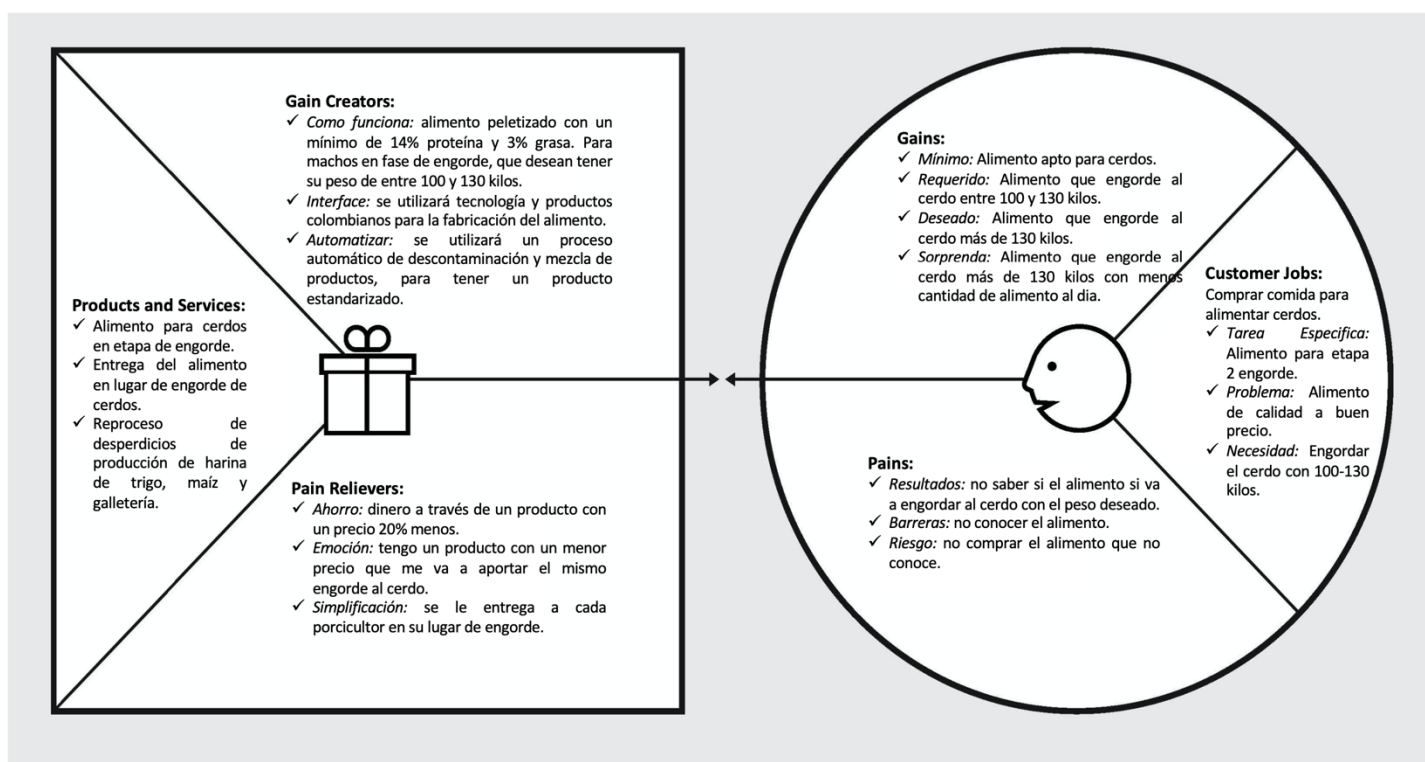 Gain Creators:
✓ Como funciona: alimento peletizado con un
mínimo de 14% proteína y 3% grasa. Para
machos en fase de engorde, que desean tener
su peso de entre 100 y 130 kilos.
✓ Interface: se utilizará tecnología y productos
colombianos para la fabricación del alimento.
✓ Automatizar: se utilizará un proceso
automático de descontaminación y mezcla de
productos, para tener un producto
estandarizado.
Products and Services:
✓ Alimento para cerdos
en etapa de engorde.
✓ Entrega del alimento
en lugar de engorde de
cerdos.
✓ Reproceso de
desperdicios de
producción de harina
de trigo, maíz y
galletería.
Pain Relievers:
✓ Ahorro: dinero a través de un producto con
un precio 20% menos.
✓ Emoción: tengo un producto con un menor
precio que me va a aportar el mismo
engorde al cerdo.
✓ Simplificación: se le entrega a cada
porcicultor en su lugar de engorde.
Gains:
✓ Mínimo: Alimento apto para cerdos.
✓ Requerido: Alimento que engorde al
cerdo entre 100 y 130 kilos.
✓ Deseado: Alimento que engorde al
cerdo más de 130 kilos.
✓ Sorprenda: Alimento que engorde al
cerdo más de 130 kilos con menos
cantidad de alimento al dia.
Customer Jobs:
Comprar comida para
alimentar cerdos.
✓ Tarea Especifica:
Alimento para etapa
2 engorde.
✓ Problema: Alimento
de calidad a buen
precio.
✓ Necesidad: Engordar
el cerdo con 100-130
kilos.
Pains:
✓ Resultados: no saber si el alimento si va
a engordar al cerdo con el peso deseado.
✓ Barreras: no conocer el alimento.
✓ Riesgo: no comprar el alimento que no
conoce.